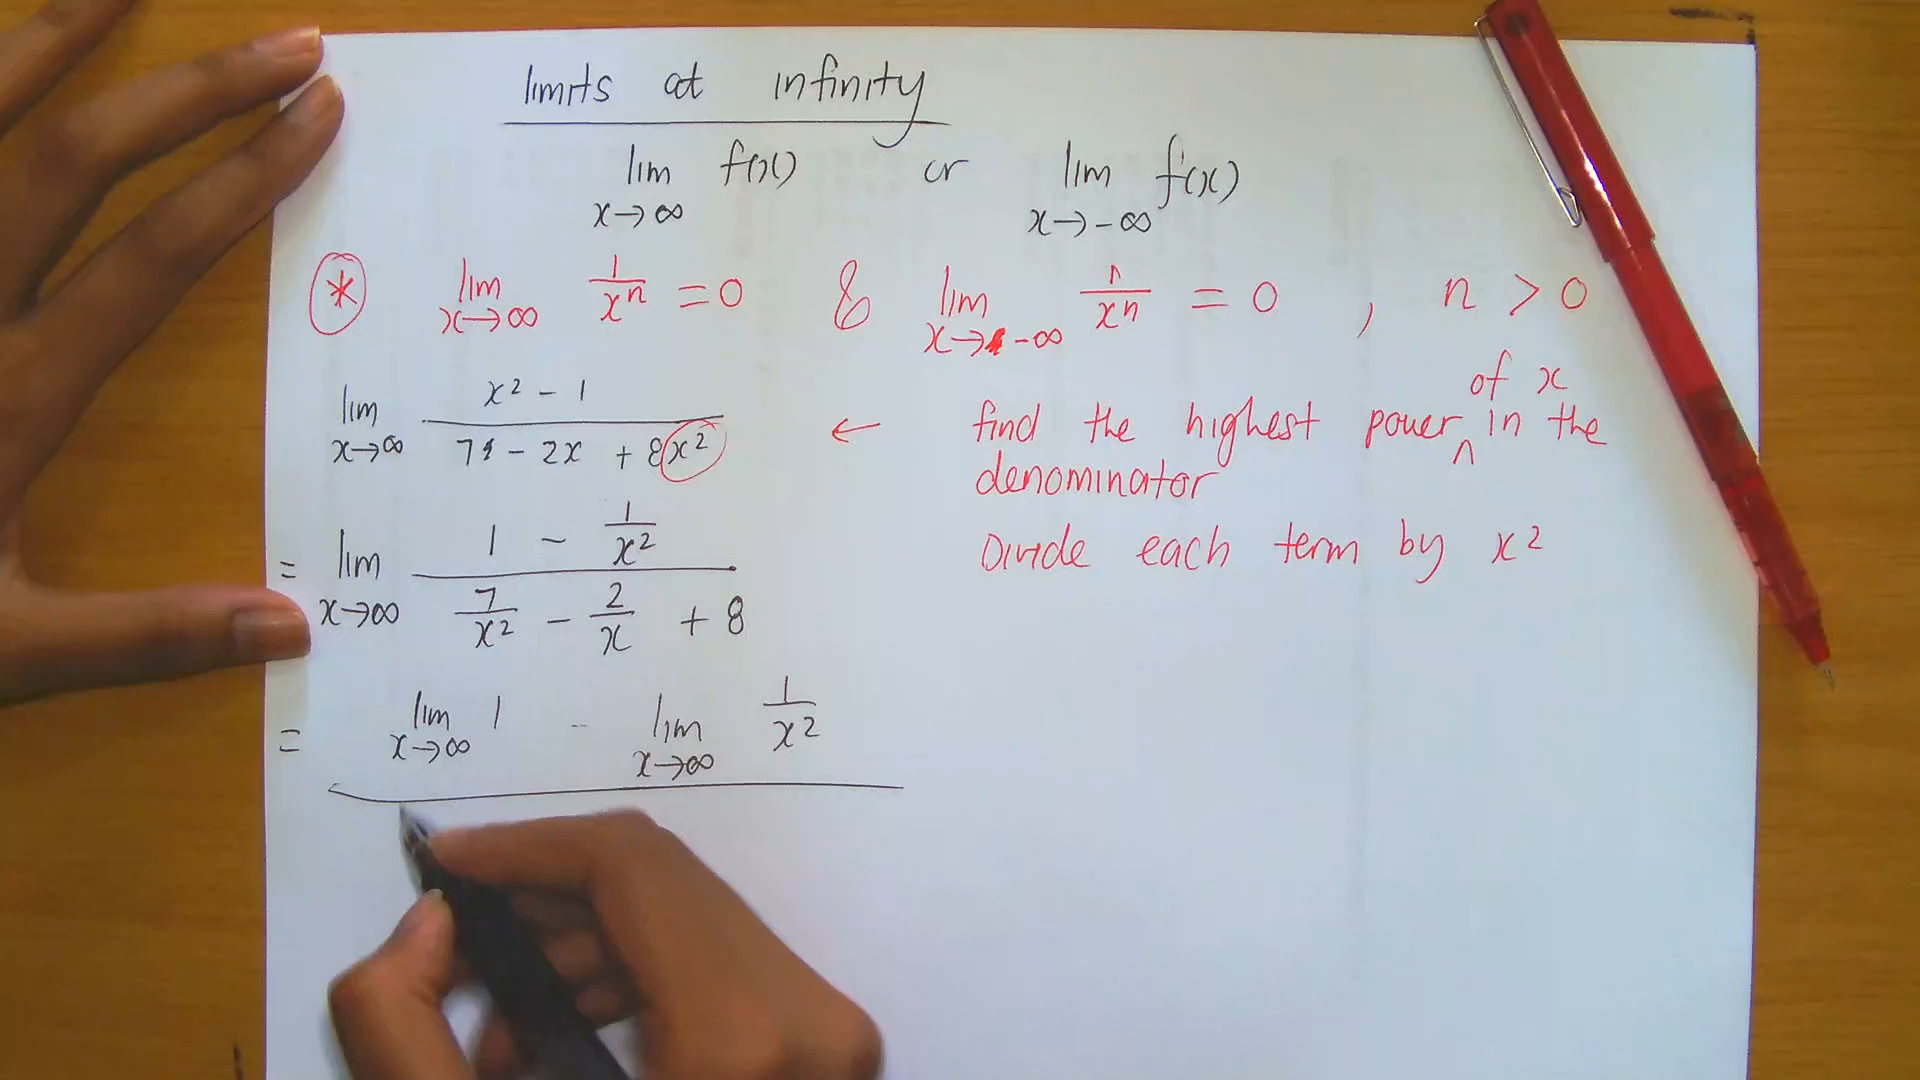 limits at infinity
lim x→∞ f(x) or lim x→-∞ f(x)
* lim x→∞ 1/xⁿ = 0 & lim x→-∞ 1/xⁿ = 0 , n > 0
lim x→∞ (x² - 1)/(7 - 2x + 8x²) ← find the highest power of x in the
denominator
Divide each term by x²
= lim x→∞ (1 - 1/x²)/(7/x² - 2/x + 8)
= lim x→∞ 1 - lim x→∞ 1/x²